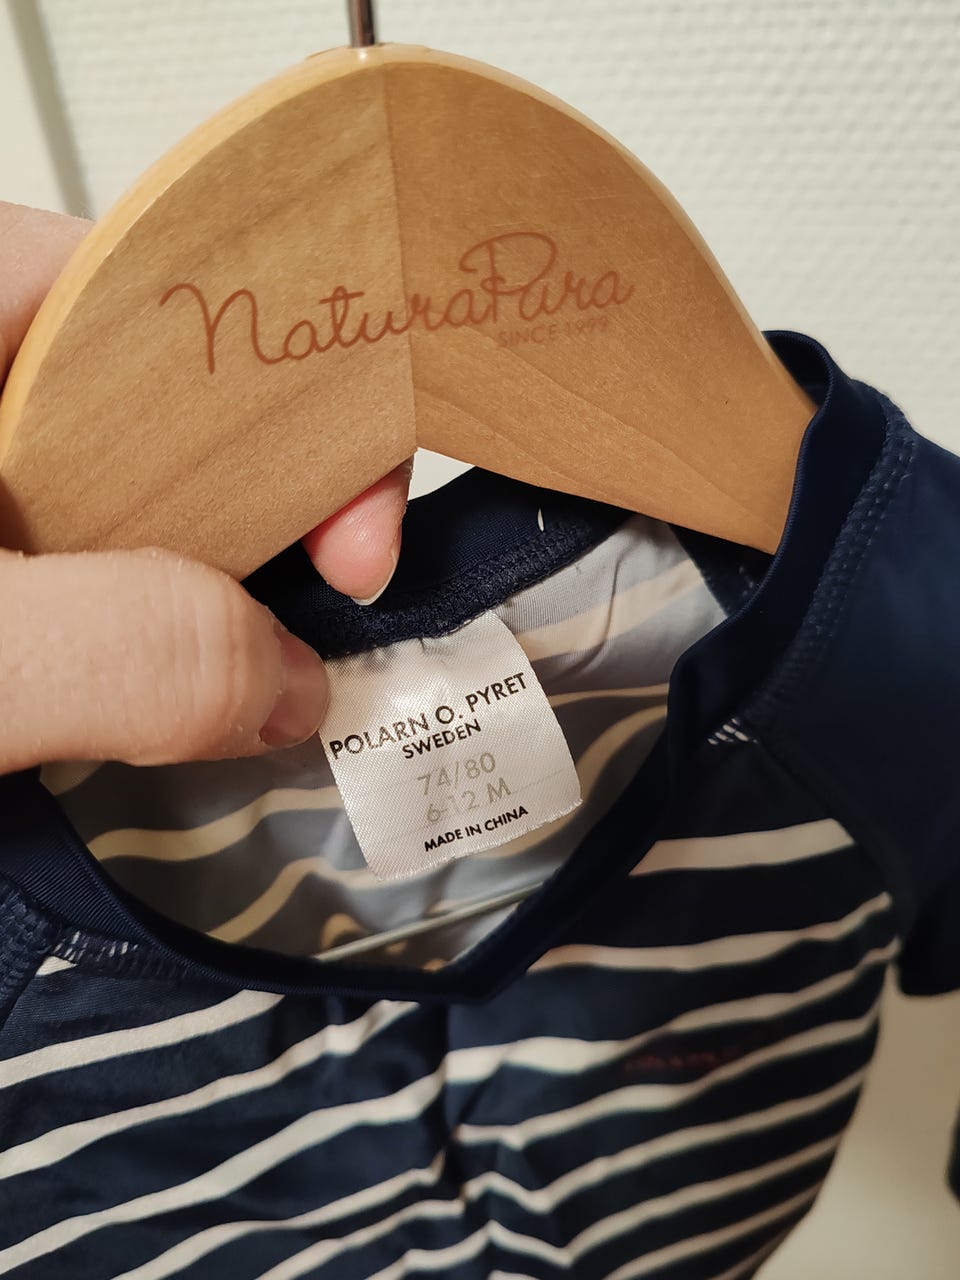 NaturaPura
SINCE 1999
POLARN O. PYRET
SWEDEN
74/80
6-12 M
MADE IN CHINA